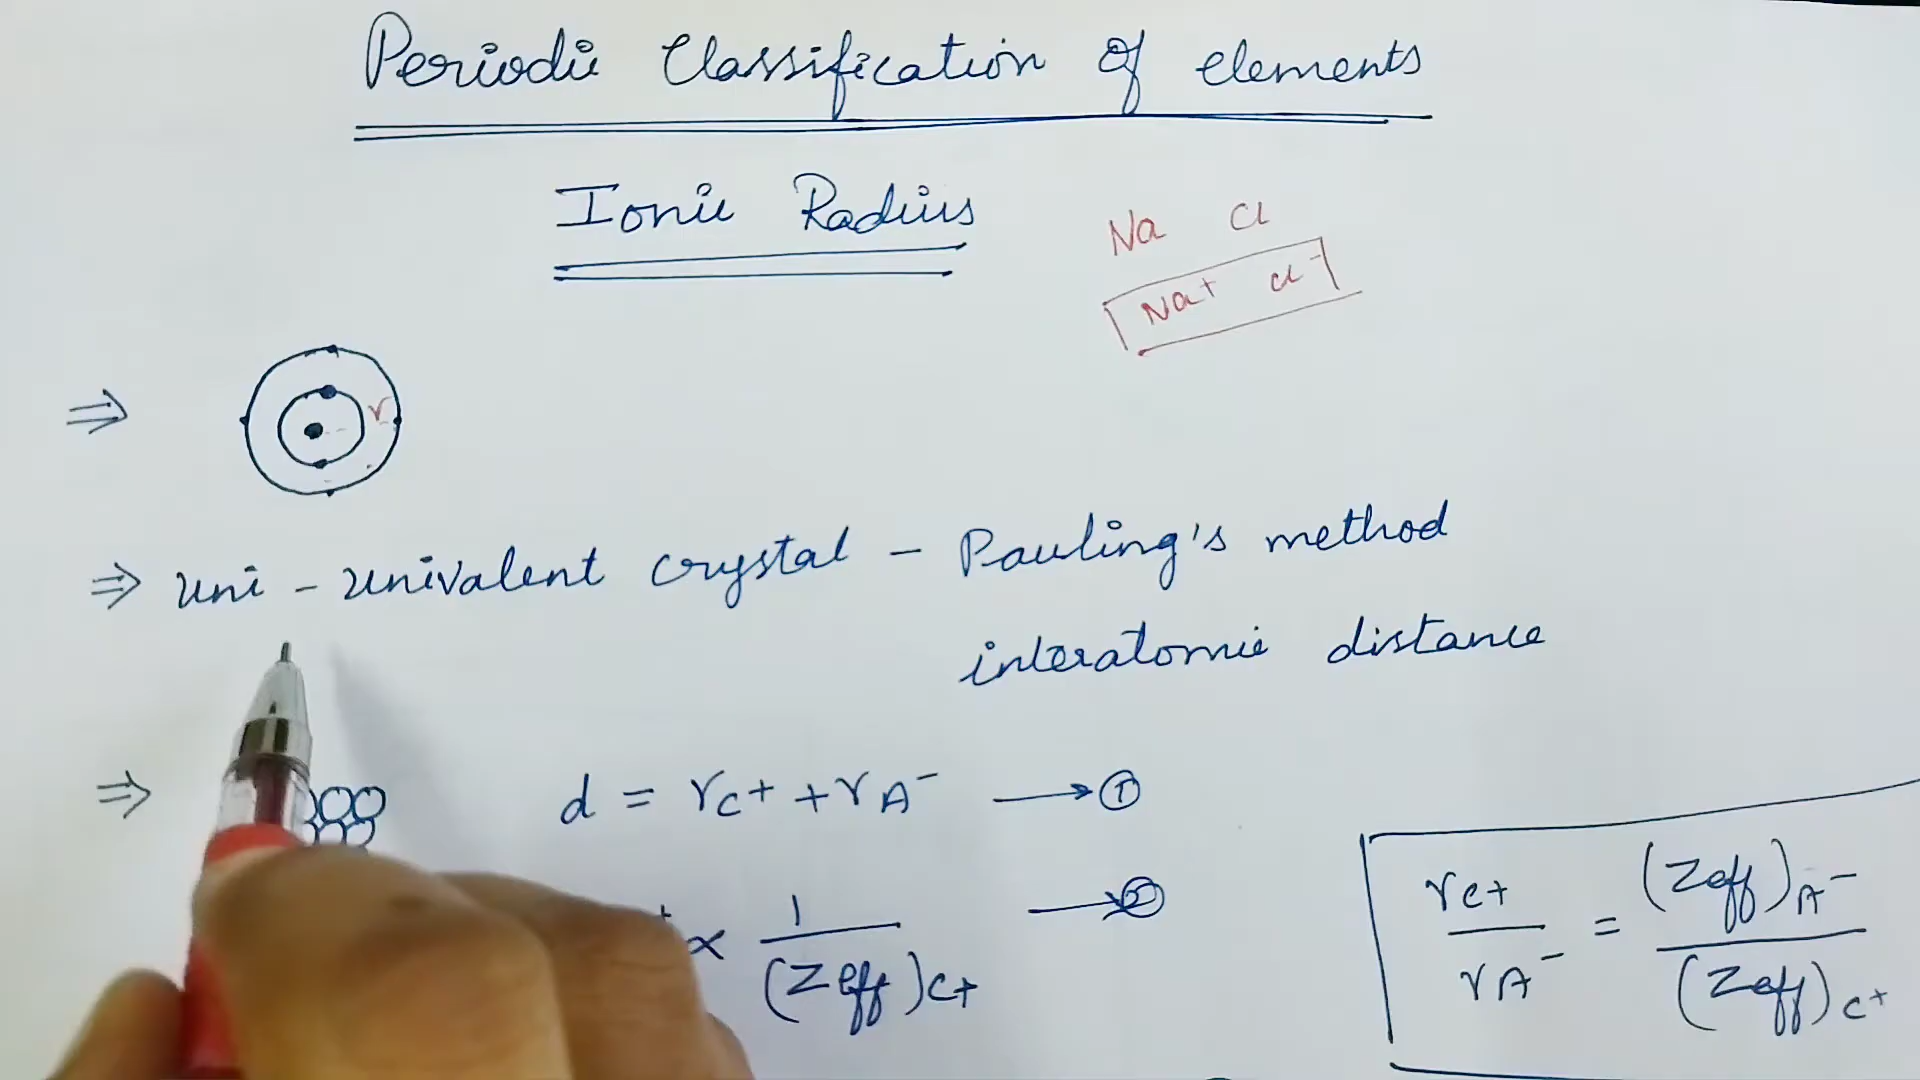 Periodic Classification Of elements
Ionic Radius
Na Cl
Na+ Cl-
r
⇒ uni - univalent crystal - Pauling's method
interatomic distance
⇒ d = rC+ + rA- → ①
∝ 1/(Zeff)C+ → ②
rC+/rA- = (Zeff)A-/(Zeff)C+